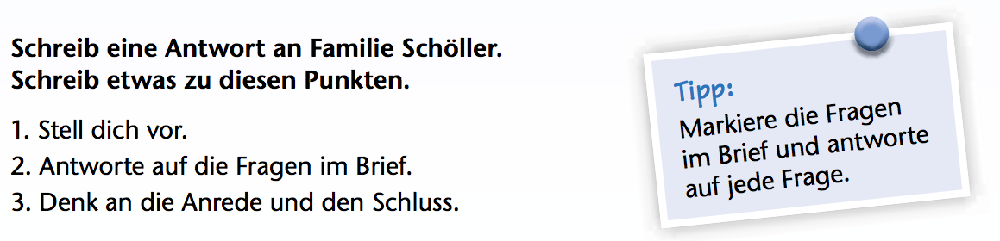 Schreib eine Antwort an Familie Schöller.
Schreib etwas zu diesen Punkten.
1. Stell dich vor.
2. Antworte auf die Fragen im Brief.
3. Denk an die Anrede und den Schluss.
Tipp:
Markiere die Fragen
im Brief und antworte
auf jede Frage.